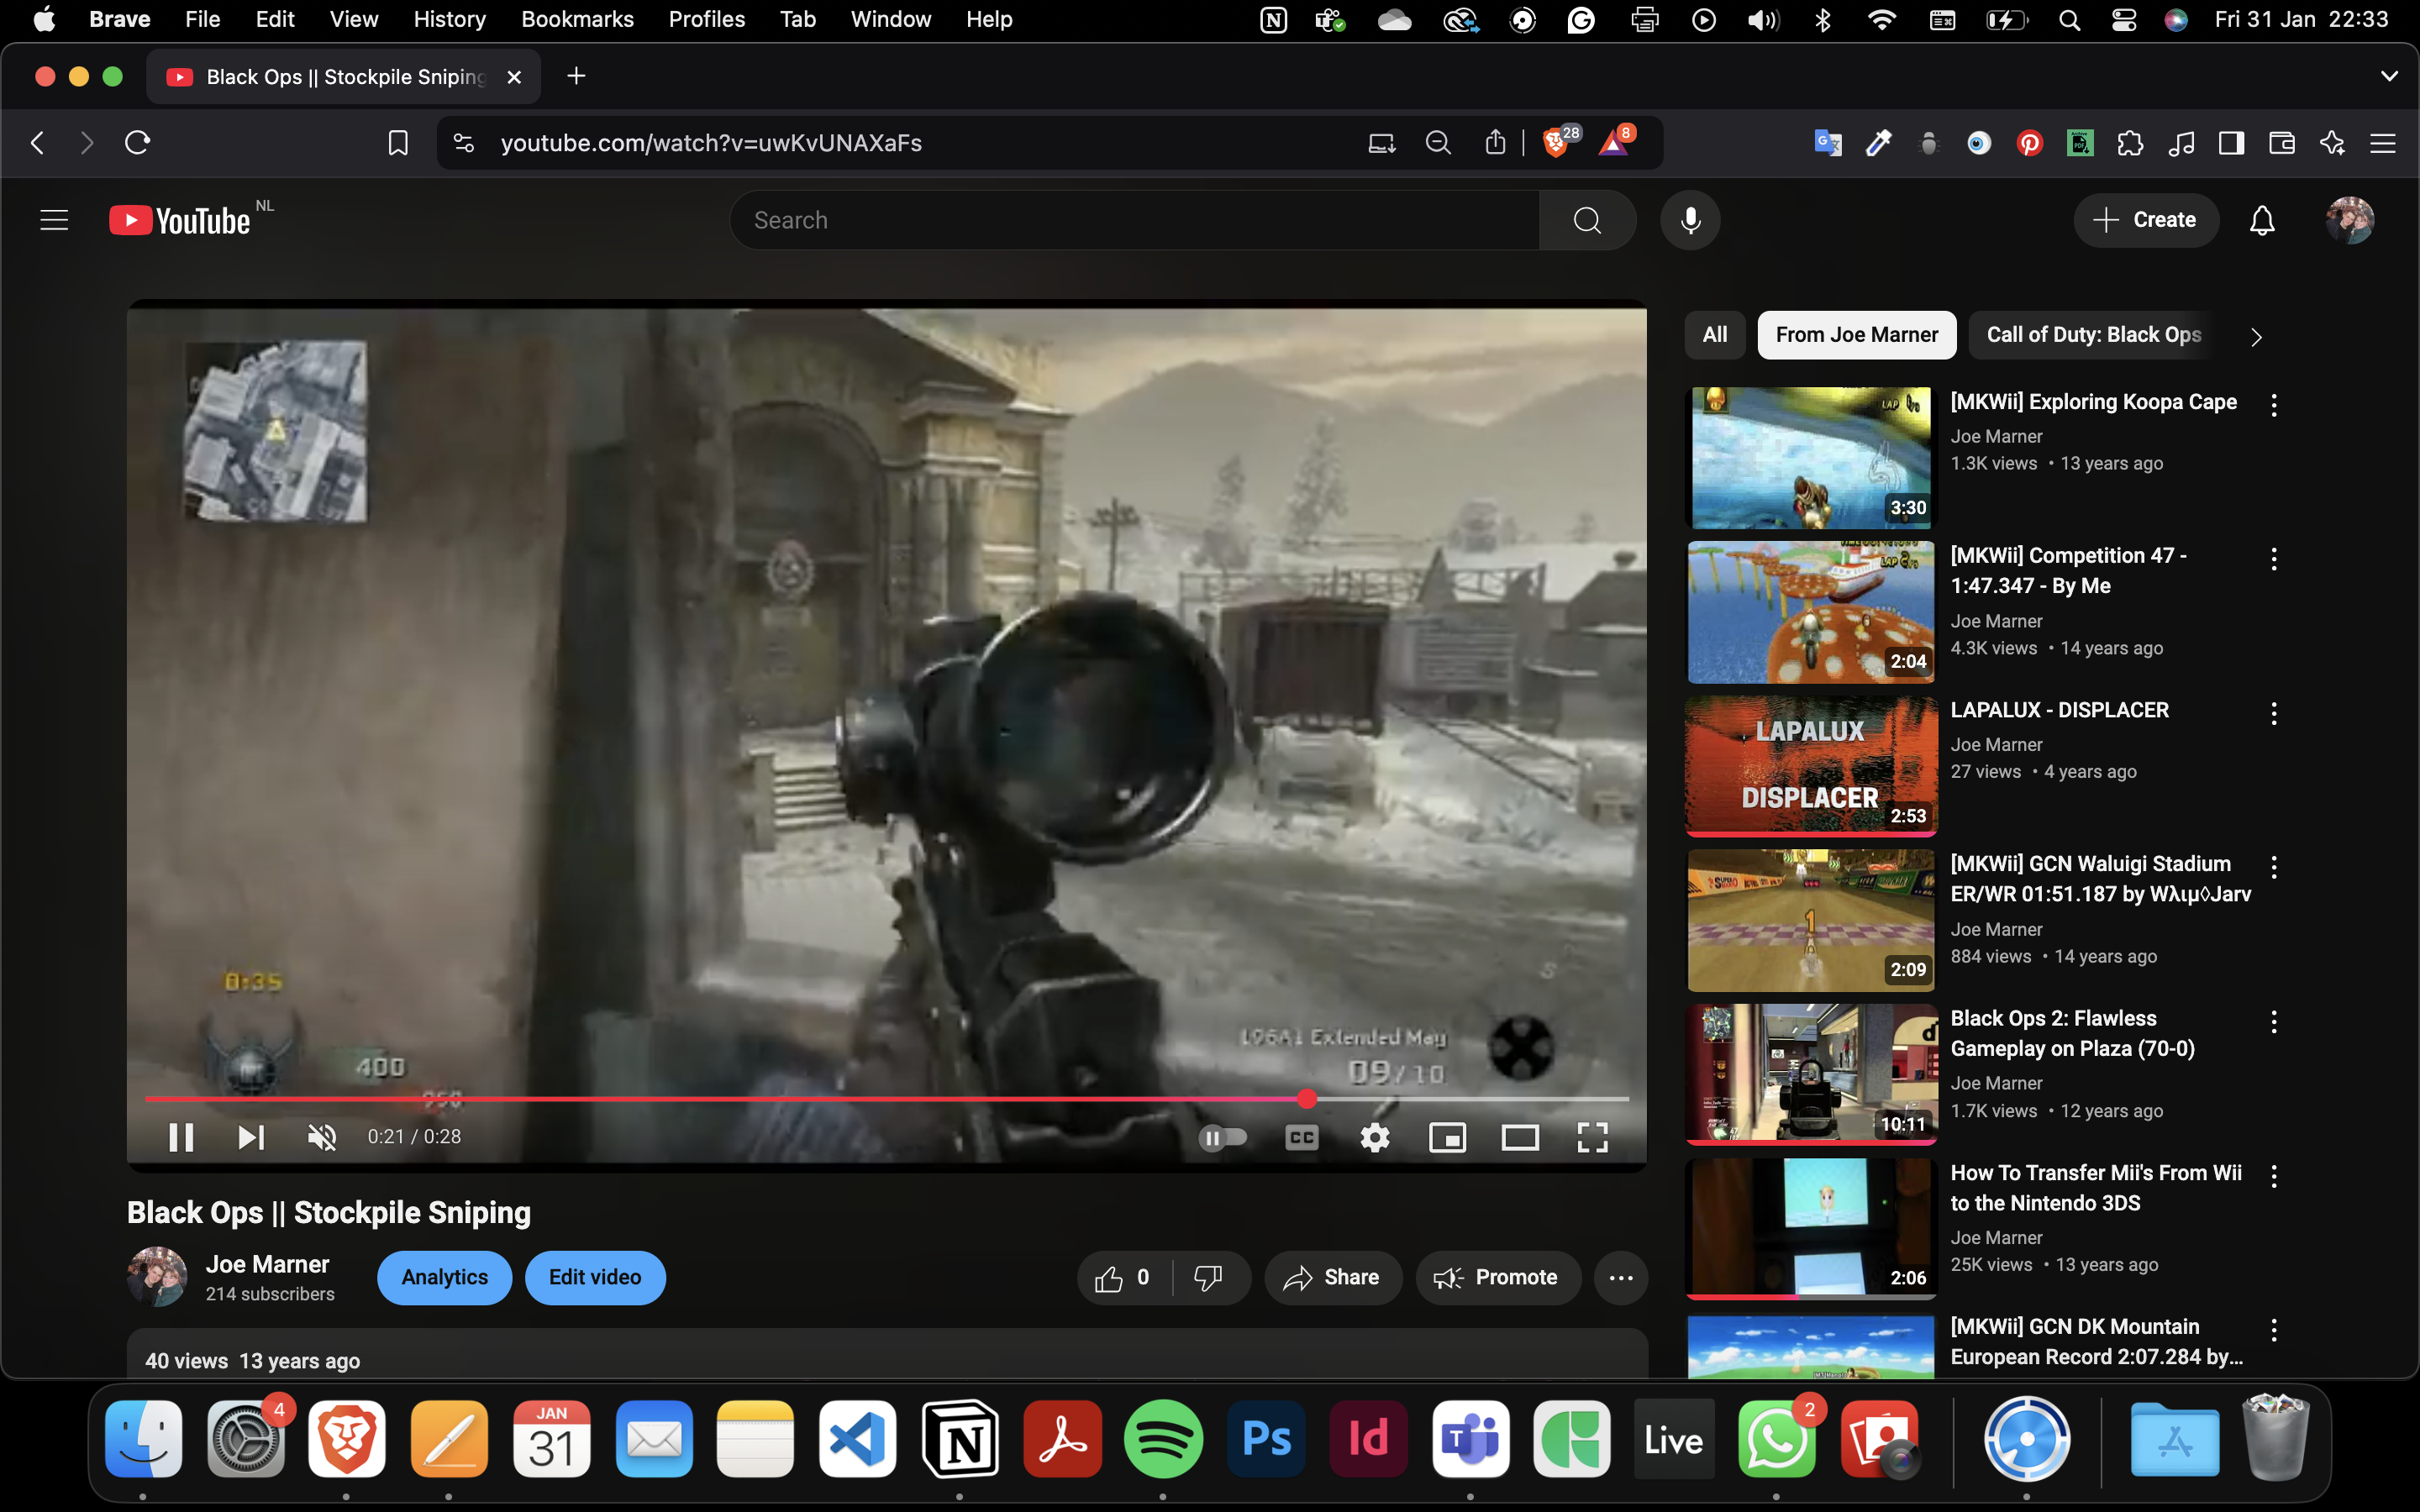 Brave File Edit View History Bookmarks Profiles Tab Window Help Fri 31 Jan 22:33
Black Ops || Stockpile Sniping
youtube.com/watch?v=uwKvUNAXaFs 28 8
YouTube NL Search Create
400
09/10
0:21 / 0:28
CC
Black Ops || Stockpile Sniping
Joe Marner
214 subscribers
Analytics Edit video 0 Share Promote
40 views 13 years ago
All From Joe Marner Call of Duty: Black Ops
[MKWii] Exploring Koopa Cape
Joe Marner
1.3K views • 13 years ago
3:30
[MKWii] Competition 47 -
1:47.347 - By Me
Joe Marner
4.3K views • 14 years ago
2:04
LAPALUX
DISPLACER
2:53
LAPALUX - DISPLACER
Joe Marner
27 views • 4 years ago
[MKWii] GCN Waluigi Stadium
ER/WR 01:51.187 by Wλιμ◊Jarv
Joe Marner
884 views • 14 years ago
2:09
Black Ops 2: Flawless
Gameplay on Plaza (70-0)
Joe Marner
1.7K views • 12 years ago
10:11
How To Transfer Mii's From Wii
to the Nintendo 3DS
Joe Marner
25K views • 13 years ago
2:06
[MKWii] GCN DK Mountain
European Record 2:07.284 by...
4 JAN 31 Ps Id Live 2